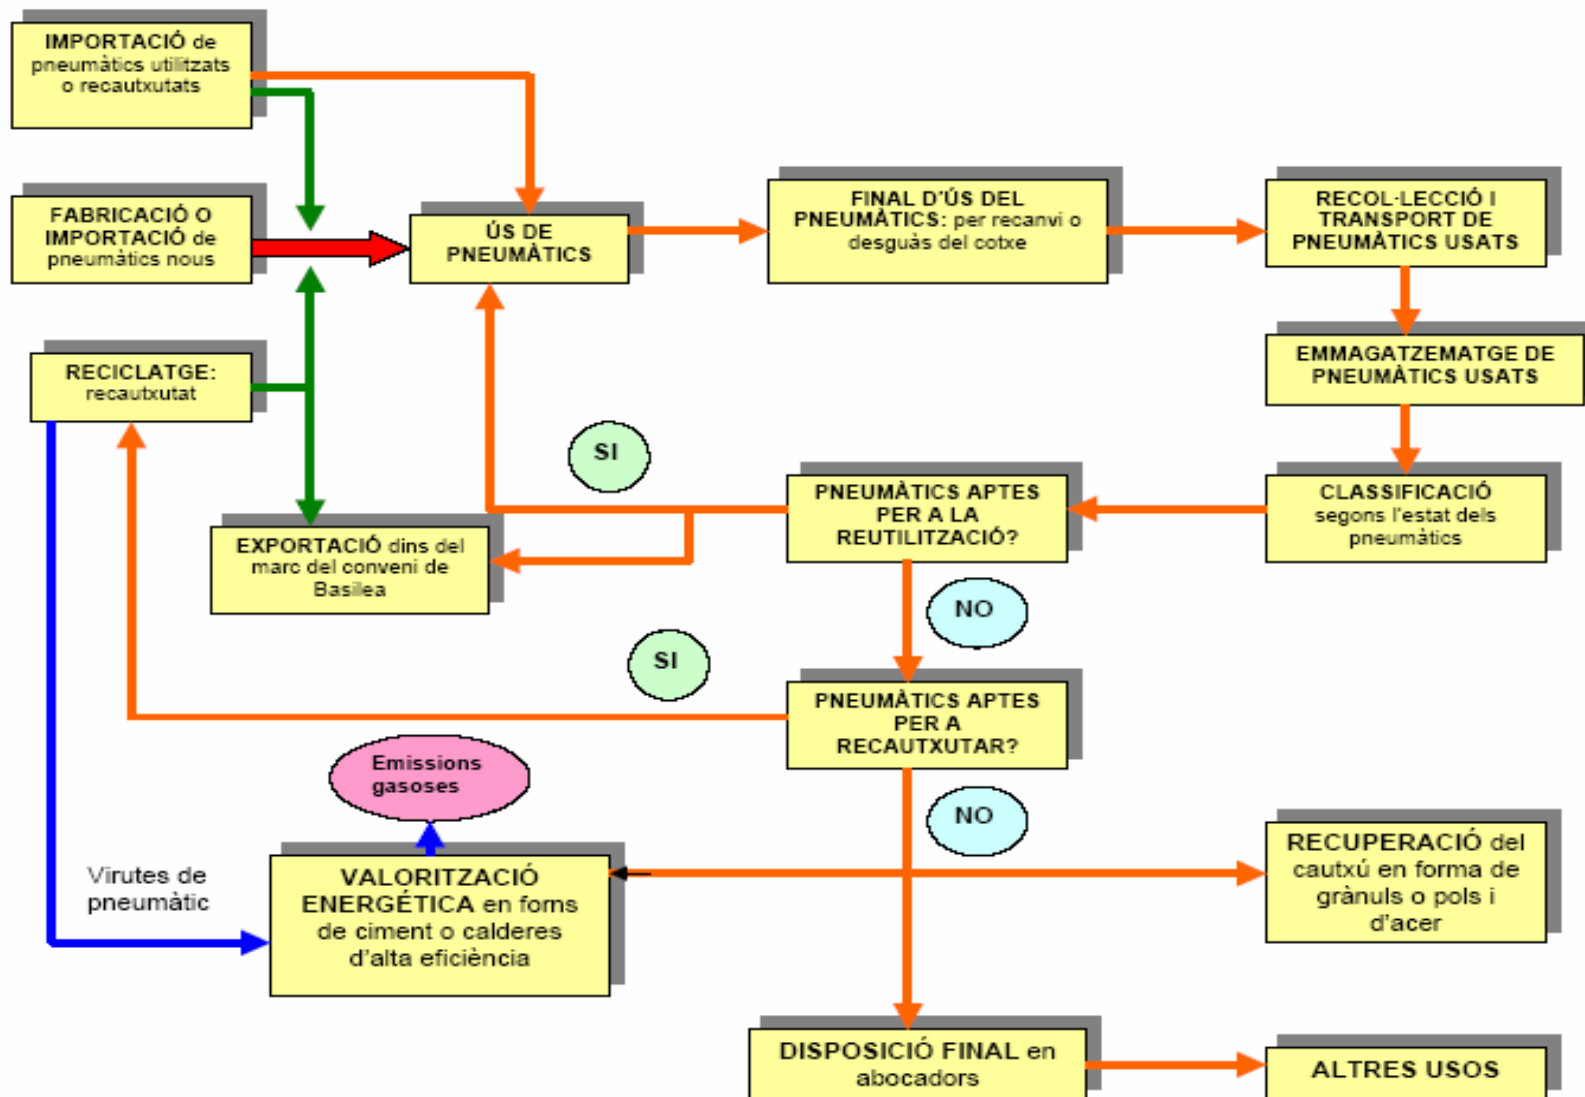 IMPORTACIÓ de
pneumàtics utilitzats
o recautxutats
FABRICACIÓ O
IMPORTACIÓ de
pneumàtics nous
ÚS DE
PNEUMÀTICS
FINAL D'ÚS DEL
PNEUMÀTICS: per recanvi o
desguàs del cotxe
RECOL·LECCIÓ I
TRANSPORT DE
PNEUMÀTICS USATS
EMMAGATZEMATGE DE
PNEUMÀTICS USATS
RECICLATGE:
recautxutat
SI
PNEUMÀTICS APTES
PER A LA
REUTILITZACIÓ?
CLASSIFICACIÓ
segons l'estat dels
pneumàtics
EXPORTACIÓ dins del
marc del conveni de
Basilea
NO
SI
PNEUMÀTICS APTES
PER A
RECAUTXUTAR?
Emissions
gasoses
NO
Virutes de
pneumàtic
VALORITZACIÓ
ENERGÉTICA en forns
de ciment o calderes
d'alta eficiència
RECUPERACIÓ del
cautxú en forma de
grànuls o pols i
d'acer
DISPOSICIÓ FINAL en
abocadors
ALTRES USOS